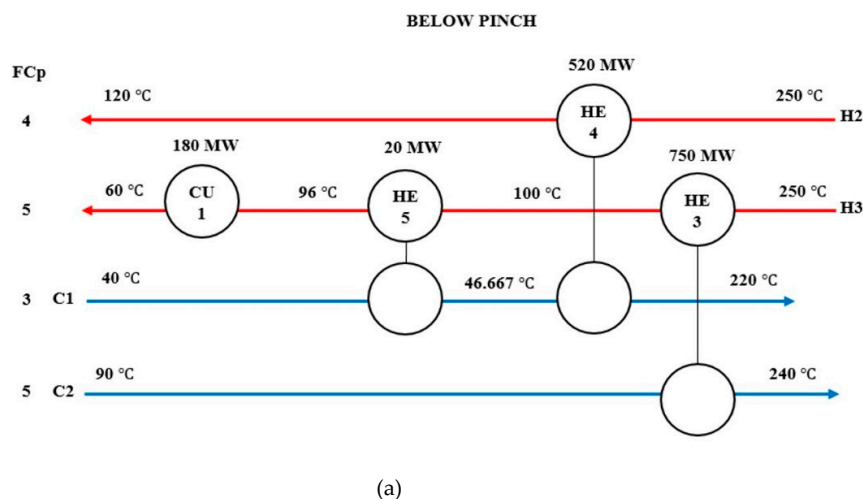 BELOW PINCH
FCp
520 MW
120 °C
250 °C
4
HE
4
H2
180 MW
20 MW
750 MW
60 °C
96 °C
100 °C
250 °C
5
CU
1
HE
5
HE
3
H3
40 °C
46.667 °C
220 °C
3 C1
90 °C
240 °C
5 C2
(a)